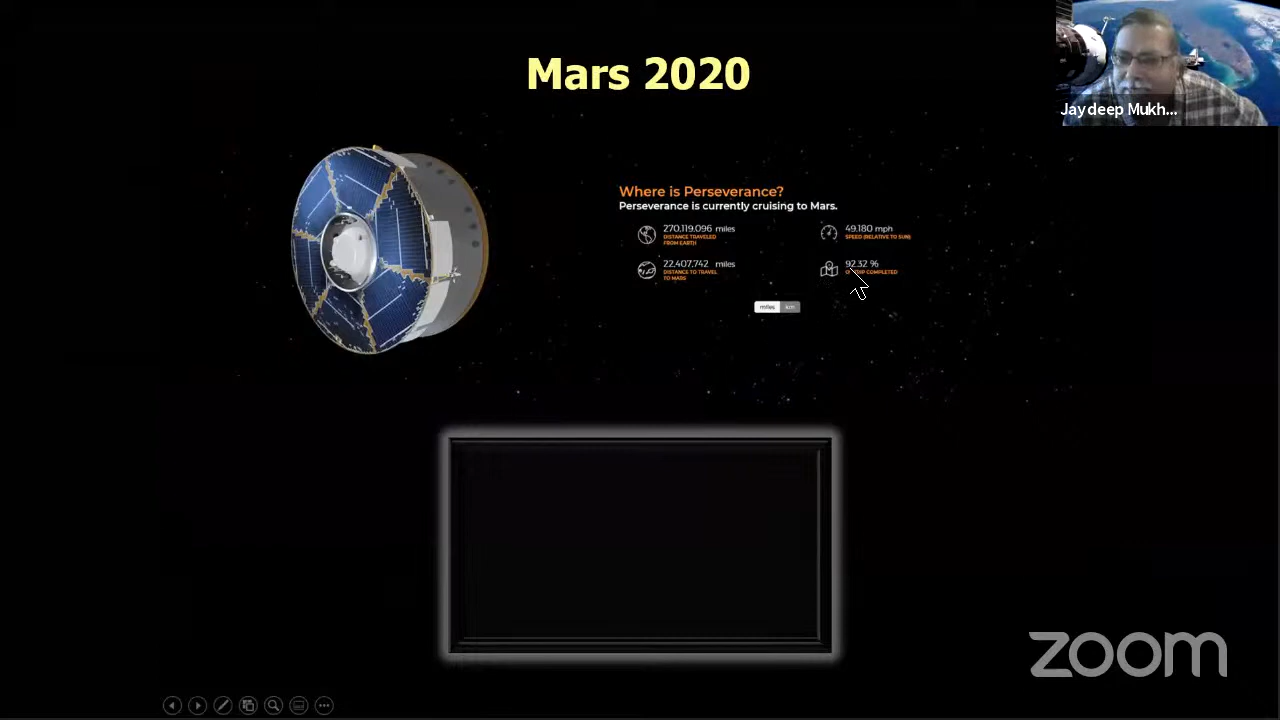 Mars 2020
Jaydeep Mukh...
Where is Perseverance?
Perseverance is currently cruising to Mars.
270,119,096 miles
DISTANCE TRAVELED
FROM EARTH
49,180 mph
SPEED (RELATIVE TO SUN)
22,407,742 miles
DISTANCE TO TRAVEL
TO MARS
92.32 %
COMPLETED
miles km
zoom